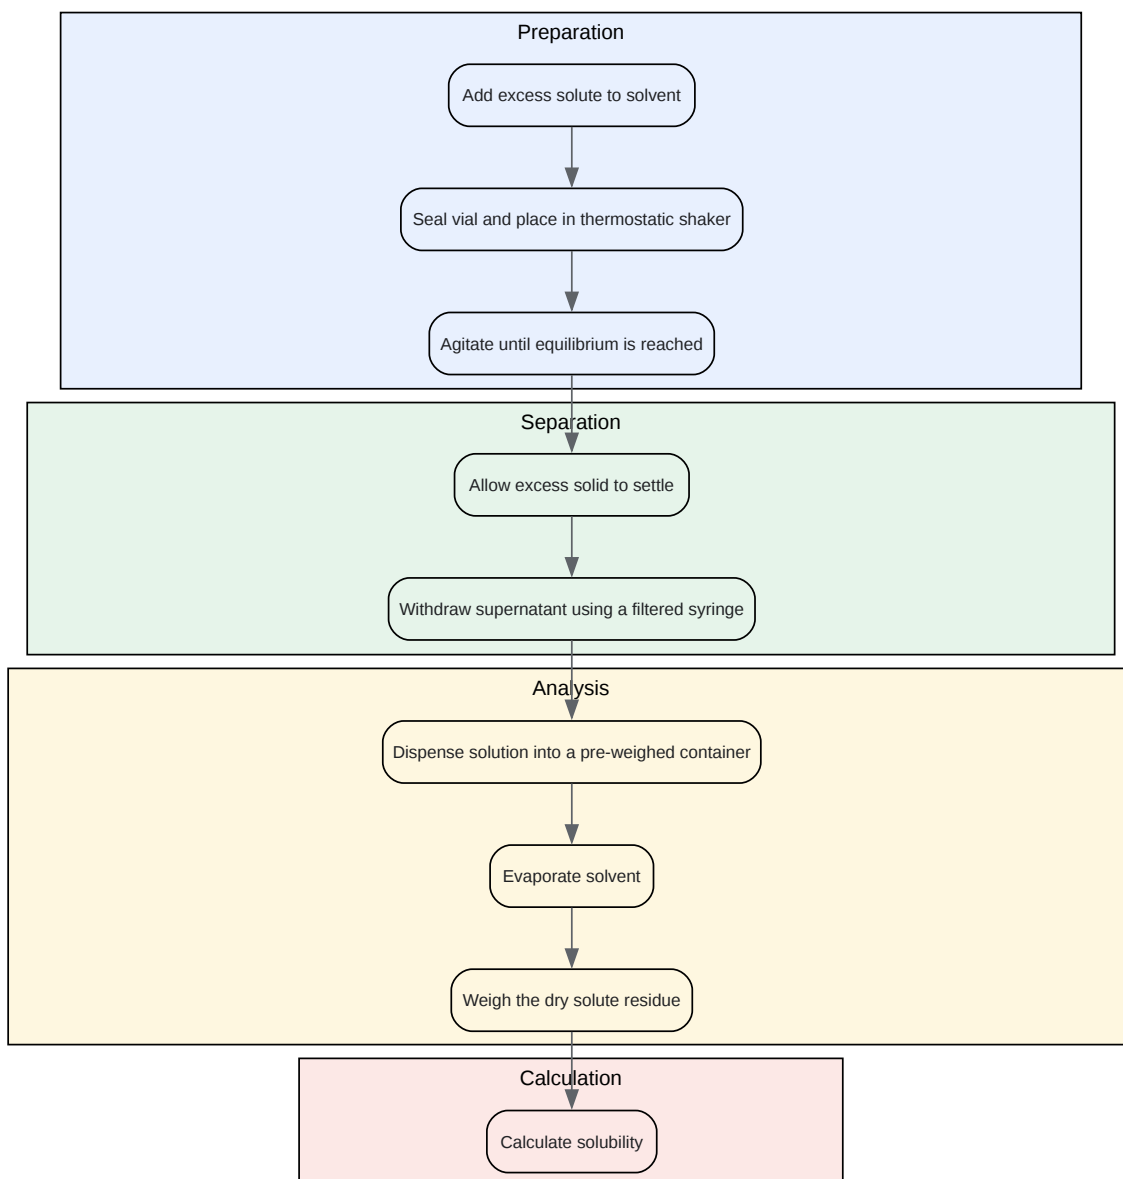 Preparation
Add excess solute to solvent
Seal vial and place in thermostatic shaker
Agitate until equilibrium is reached
Separation
Allow excess solid to settle
Withdraw supernatant using a filtered syringe
Analysis
Dispense solution into a pre-weighed container
Evaporate solvent
Weigh the dry solute residue
Calculation
Calculate solubility